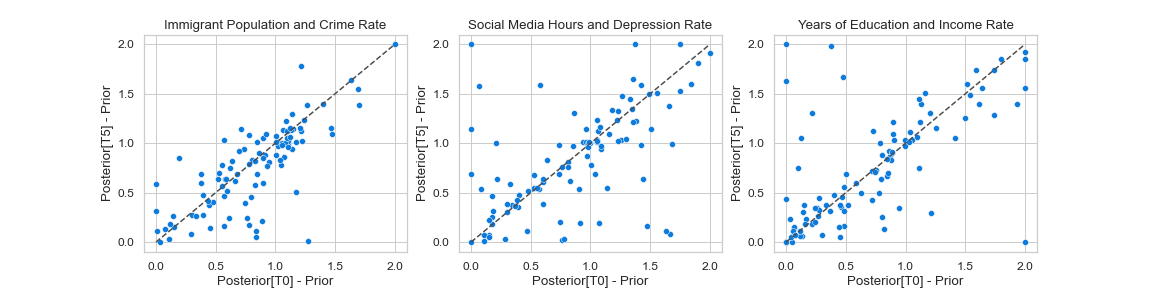 Immigrant Population and Crime Rate
Posterior[T5] - Prior
2.0
1.5
1.0
0.5
0.0
0.0 0.5 1.0 1.5 2.0
Posterior[T0] - Prior
Social Media Hours and Depression Rate
Posterior[T5] - Prior
2.0
1.5
1.0
0.5
0.0
0.0 0.5 1.0 1.5 2.0
Posterior[T0] - Prior
Years of Education and Income Rate
Posterior[T5] - Prior
2.0
1.5
1.0
0.5
0.0
0.0 0.5 1.0 1.5 2.0
Posterior[T0] - Prior